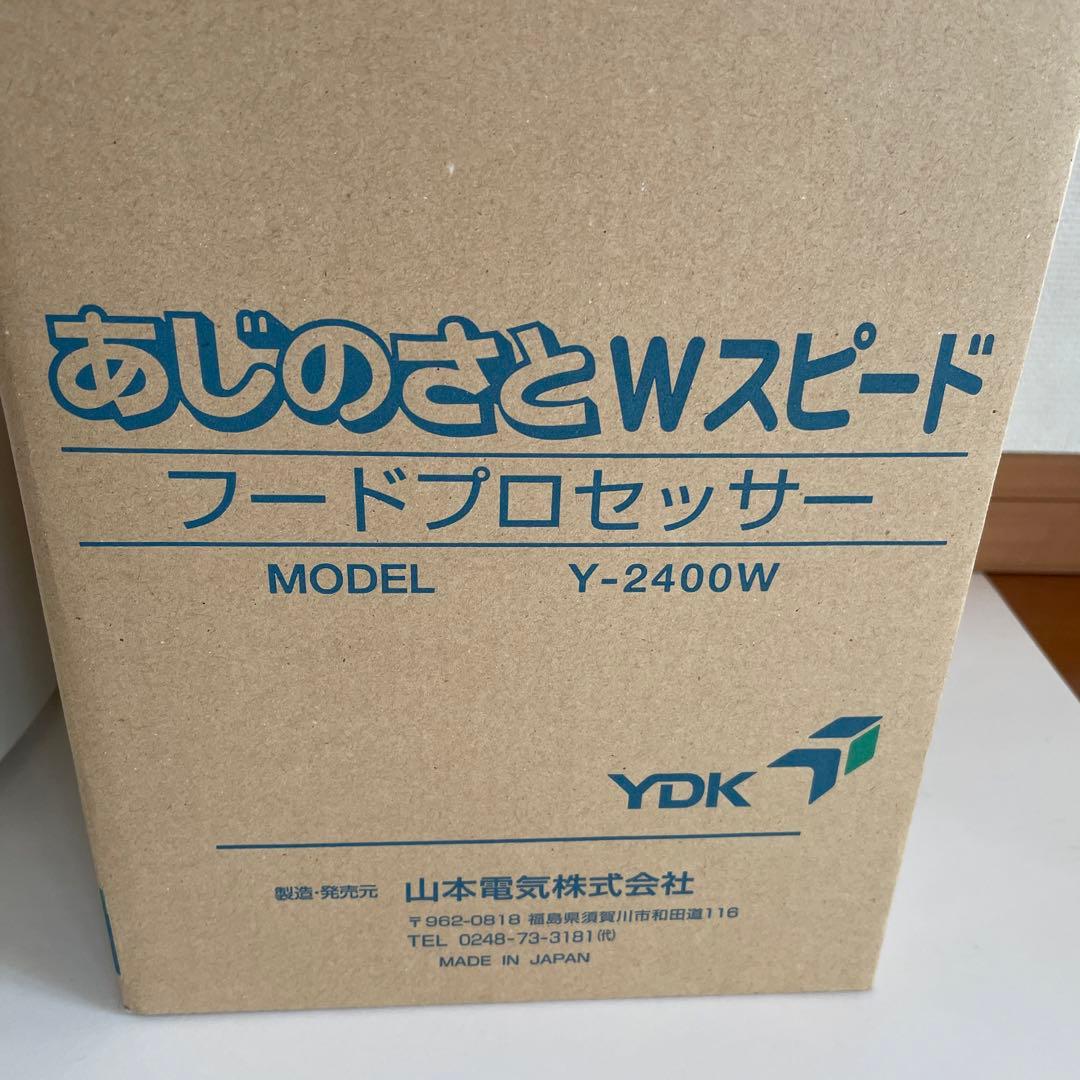 あじのさとWスピード
フードプロセッサー
MODEL Y-2400W
YDK
製造・発売元 山本電気株式会社
〒962-0818 福島県須賀川市和田道116
TEL 0248-73-3181㈹
MADE IN JAPAN